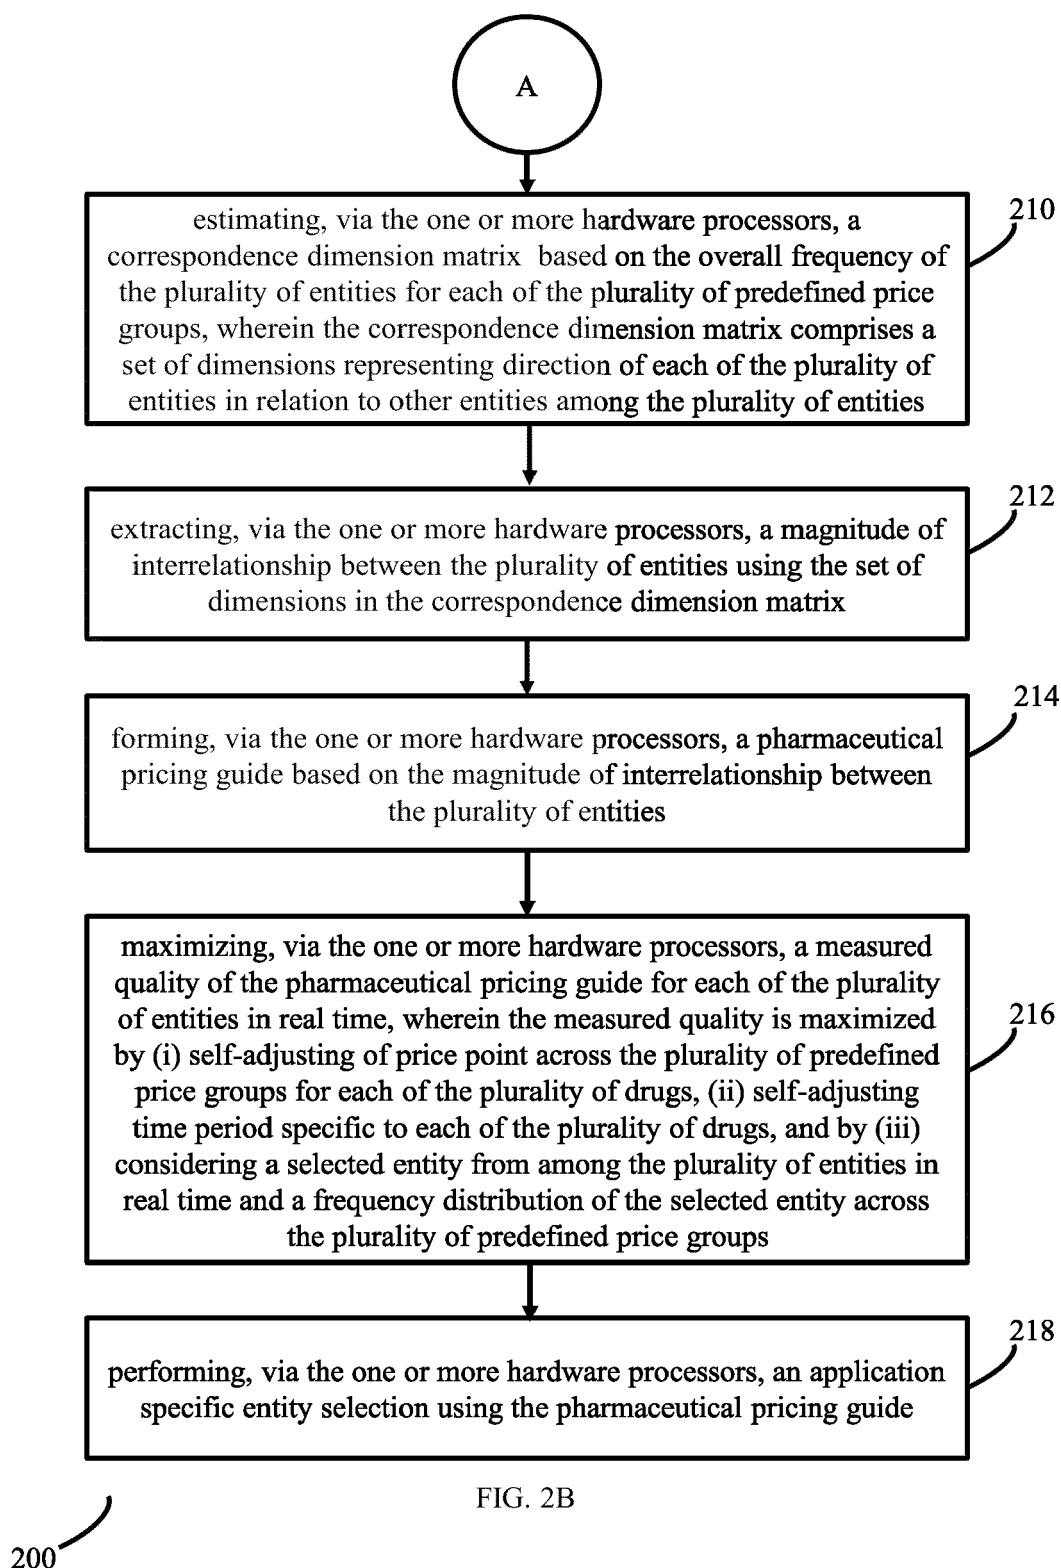 A
estimating, via the one or more hardware processors, a
210
correspondence dimension matrix based on the overall frequency of
the plurality of entities for each of the plurality of predefined price
groups, wherein the correspondence dimension matrix comprises a
set of dimensions representing direction of each of the plurality of
entities in relation to other entities among the plurality of entities
212
extracting, via the one or more hardware processors, a magnitude of
interrelationship between the plurality of entities using the set of
dimensions in the correspondence dimension matrix
214
forming, via the one or more hardware processors, a pharmaceutical
pricing guide based on the magnitude of interrelationship between
the plurality of entities
maximizing, via the one or more hardware processors, a measured
quality of the pharmaceutical pricing guide for each of the plurality
of entities in real time, wherein the measured quality is maximized
216
by (i) self-adjusting of price point across the plurality of predefined
price groups for each of the plurality of drugs, (ii) self-adjusting
time period specific to each of the plurality of drugs, and by (iii)
considering a selected entity from among the plurality of entities in
real time and a frequency distribution of the selected entity across
the plurality of predefined price groups
218
performing, via the one or more hardware processors, an application
specific entity selection using the pharmaceutical pricing guide
FIG. 2B
200